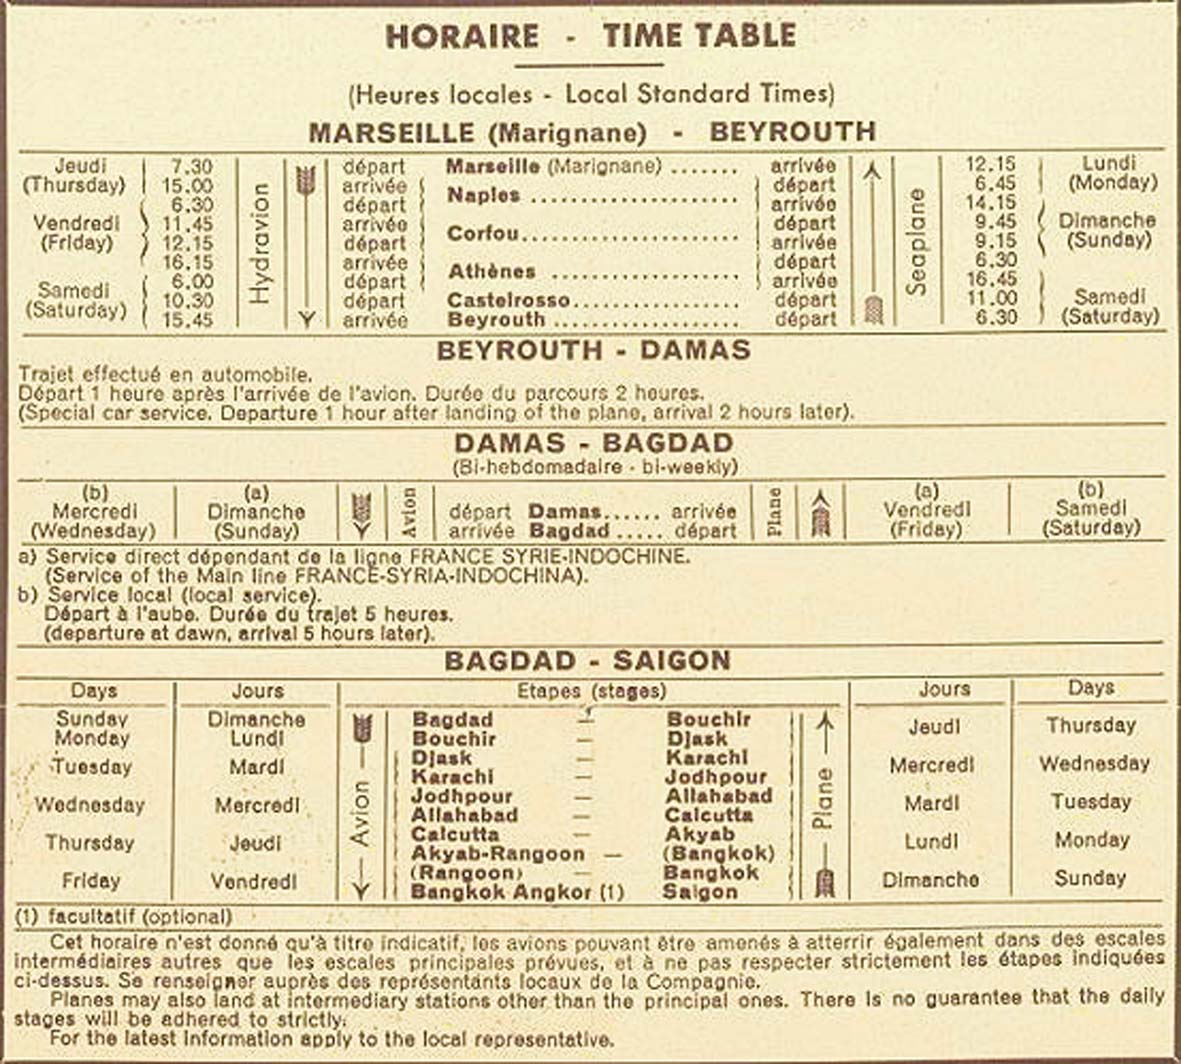 HORAIRE - TIME TABLE
(Heures locales - Local Standard Times)
MARSEILLE (Marignane) - BEYROUTH
Jeudi 7.30 départ Marseille (Marignane) ....... arrivée 12.15 Lundi
(Thursday) 15.00 arrivée Naples départ 6.45 (Monday)
6.30 départ arrivée 14.15
Vendredi 11.45 arrivée Corfou départ 9.45 Dimanche
(Friday) 12.15 départ arrivée 9.15 (Sunday)
16.15 arrivée Athènes départ 6.30
Samedi 6.00 départ arrivée 16.45
(Saturday) 10.30 départ Castelrosso départ 11.00 Samedi
15.45 arrivée Beyrouth départ 6.30 (Saturday)
Hydravion
Seaplane
BEYROUTH - DAMAS
Trajet effectué en automobile.
Départ 1 heure après l'arrivée de l'avion. Durée du parcours 2 heures.
(Special car service. Departure 1 hour after landing of the plane, arrival 2 hours later).
DAMAS - BAGDAD
(Bi-hebdomadaire - bi-weekly)
(b) (a) (a) (b)
Mercredi Dimanche départ Damas...... arrivée Vendredi Samedi
(Wednesday) (Sunday) arrivée Bagdad ..... départ (Friday) (Saturday)
Avion
Plane
a) Service direct dépendant de la ligne FRANCE SYRIE-INDOCHINE.
(Service of the Main line FRANCE-SYRIA-INDOCHINA).
b) Service local (local service).
Départ à l'aube. Durée du trajet 5 heures.
(departure at dawn, arrival 5 hours later).
BAGDAD - SAIGON
Days Jours Etapes (stages) Jours Days
Sunday Dimanche Bagdad — Bouchir Jeudi Thursday
Monday Lundi Bouchir — Djask
Tuesday Mardi Djask — Karachi Mercredi Wednesday
Karachi — Jodhpour
Wednesday Mercredi Jodhpour — Allahabad Mardi Tuesday
Allahabad — Calcutta
Thursday Jeudi Calcutta — Akyab Lundi Monday
Akyab-Rangoon — (Bangkok)
Friday Vendredi (Rangoon) — Bangkok Dimanche Sunday
Bangkok Angkor (1) Saigon
Avion
Plane
(1) facultatif (optional)
Cet horaire n'est donné qu'à titre indicatif, les avions pouvant être amenés à atterrir également dans des escales
intermédiaires autres que les escales principales prévues, et à ne pas respecter strictement les étapes indiquées
ci-dessus. Se renseigner auprès des représentants locaux de la Compagnie.
Planes may also land at intermediary stations other than the principal ones. There is no guarantee that the daily
stages will be adhered to strictly.
For the latest information apply to the local representative.